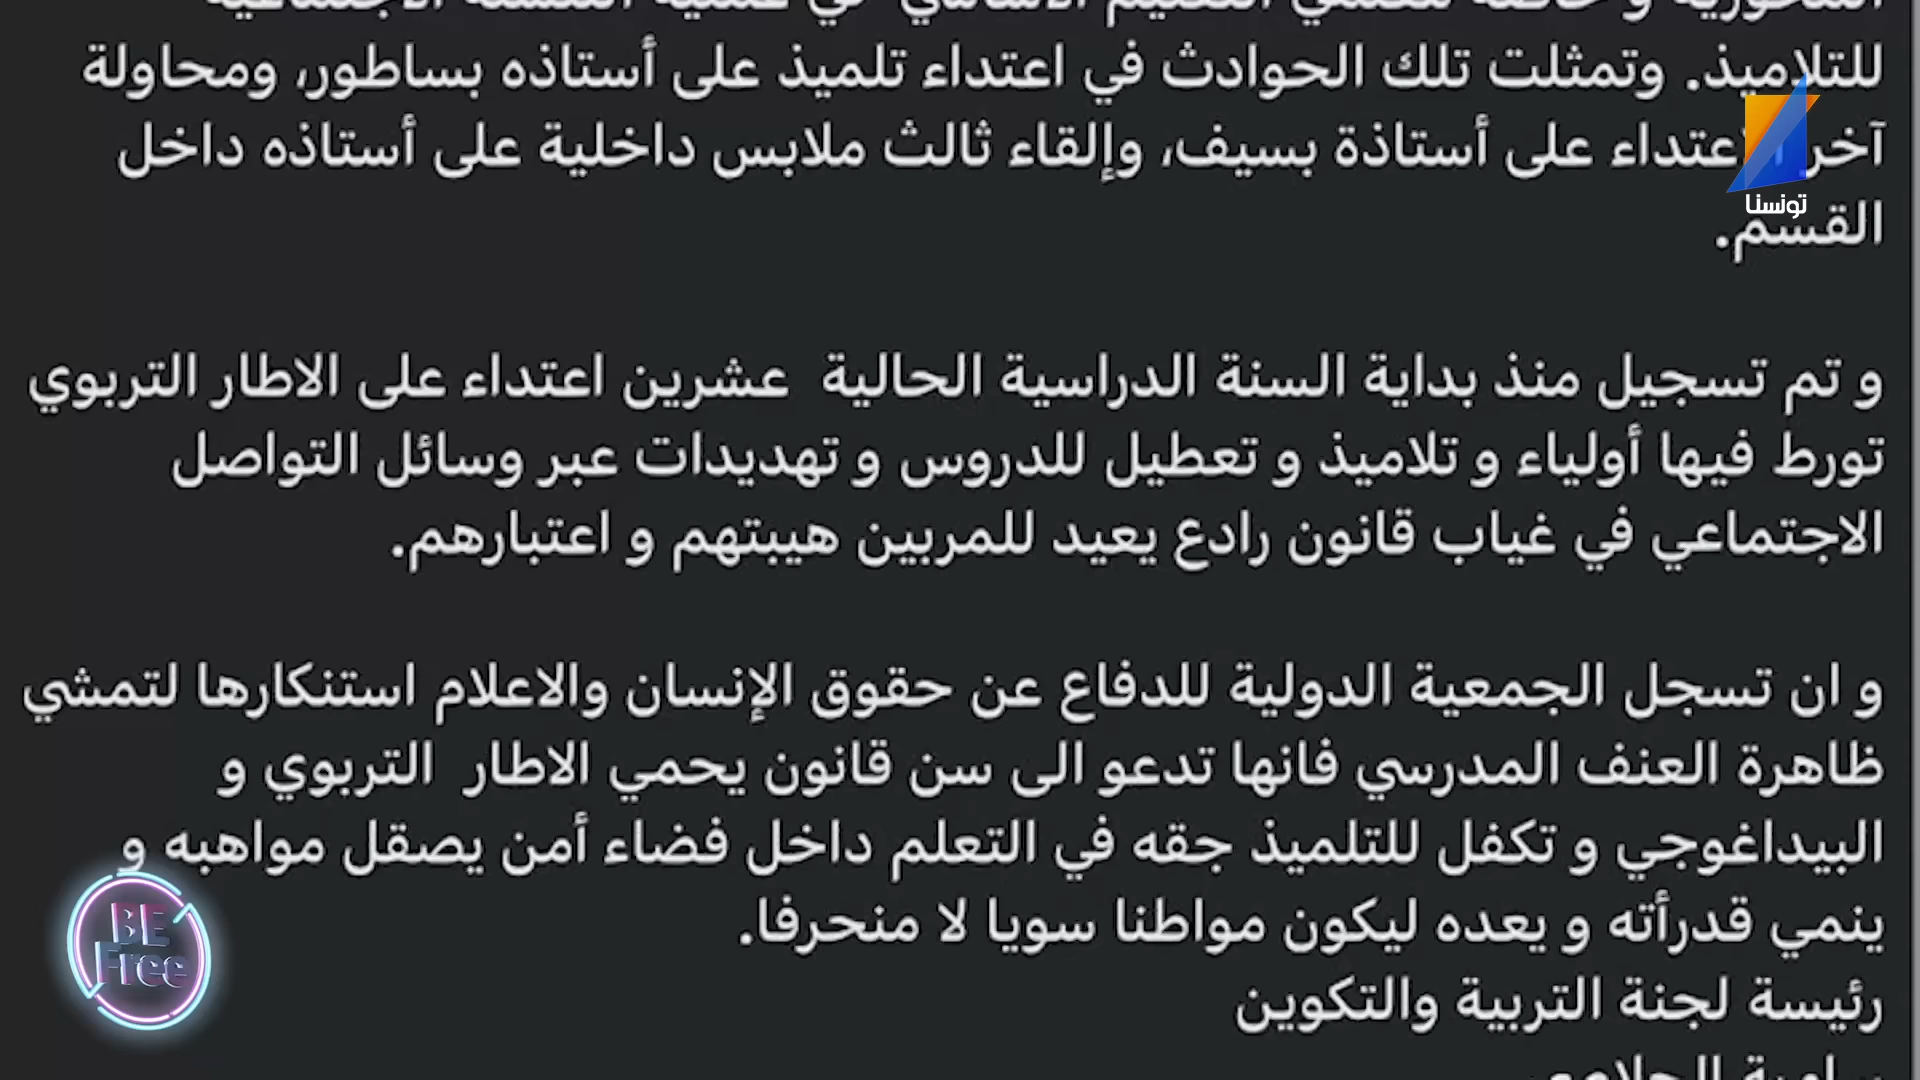 للتلاميذ. وتمثلت تلك الحوادث في اعتداء تلميذ على أستاذه بساطور، ومحاولة
آخر الاعتداء على أستاذة بسيف، وإلقاء ثالث ملابس داخلية على أستاذه داخل
تونسنا
القسم.
و تم تسجيل منذ بداية السنة الدراسية الحالية عشرين اعتداء على الاطار التربوي
تورط فيها أولياء و تلاميذ و تعطيل للدروس و تهديدات عبر وسائل التواصل
الاجتماعي في غياب قانون رادع يعيد للمربين هيبتهم و اعتبارهم.
و ان تسجل الجمعية الدولية للدفاع عن حقوق الإنسان والاعلام استنكارها لتمشي
ظاهرة العنف المدرسي فانها تدعو الى سن قانون يحمي الاطار التربوي و
البيداغوجي و تكفل للتلميذ جقه في التعلم داخل فضاء أمن يصقل مواهبه و
ينمي قدرأته و يعده ليكون مواطنا سويا لا منحرفا.
رئيسة لجنة التربية والتكوين
BE
Free